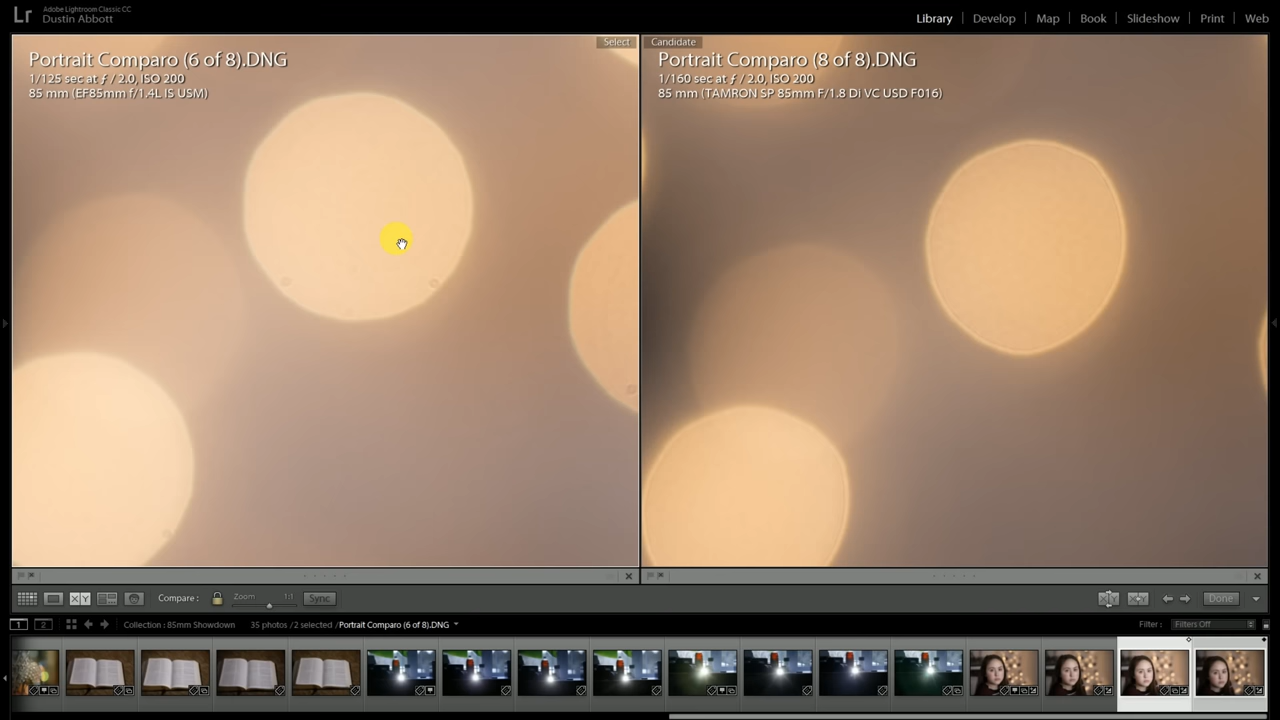 Lr
Adobe Lightroom Classic CC
Dustin Abbott
Library | Develop | Map | Book | Slideshow | Print | Web
Select
Portrait Comparo (6 of 8).DNG
1/125 sec at ƒ / 2.0, ISO 200
85 mm (EF85mm f/1.4L IS USM)
Candidate
Portrait Comparo (8 of 8).DNG
1/160 sec at ƒ / 2.0, ISO 200
85 mm (TAMRON SP 85mm F/1.8 Di VC USD F016)
XY
Compare :
Zoom
1:1
Sync
Done
1
2
Collection : 85mm Showdown
35 photos /2 selected /Portrait Comparo (6 of 8).DNG
Filter :
Filters Off